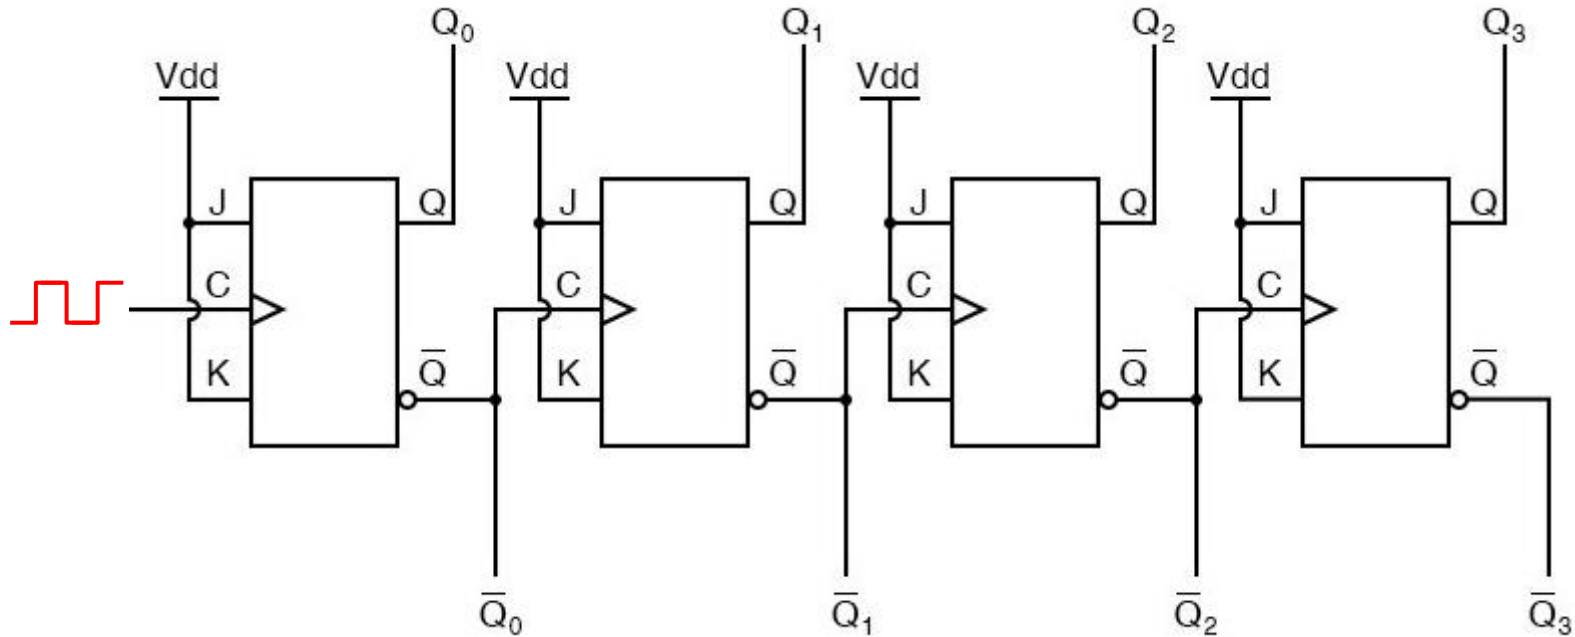 Q₀ Q₁ Q₂ Q₃
Vdd Vdd Vdd Vdd
J Q J Q J Q J Q
C C C C
K Q̅ K Q̅ K Q̅ K Q̅
Q̅₀ Q̅₁ Q̅₂ Q̅₃